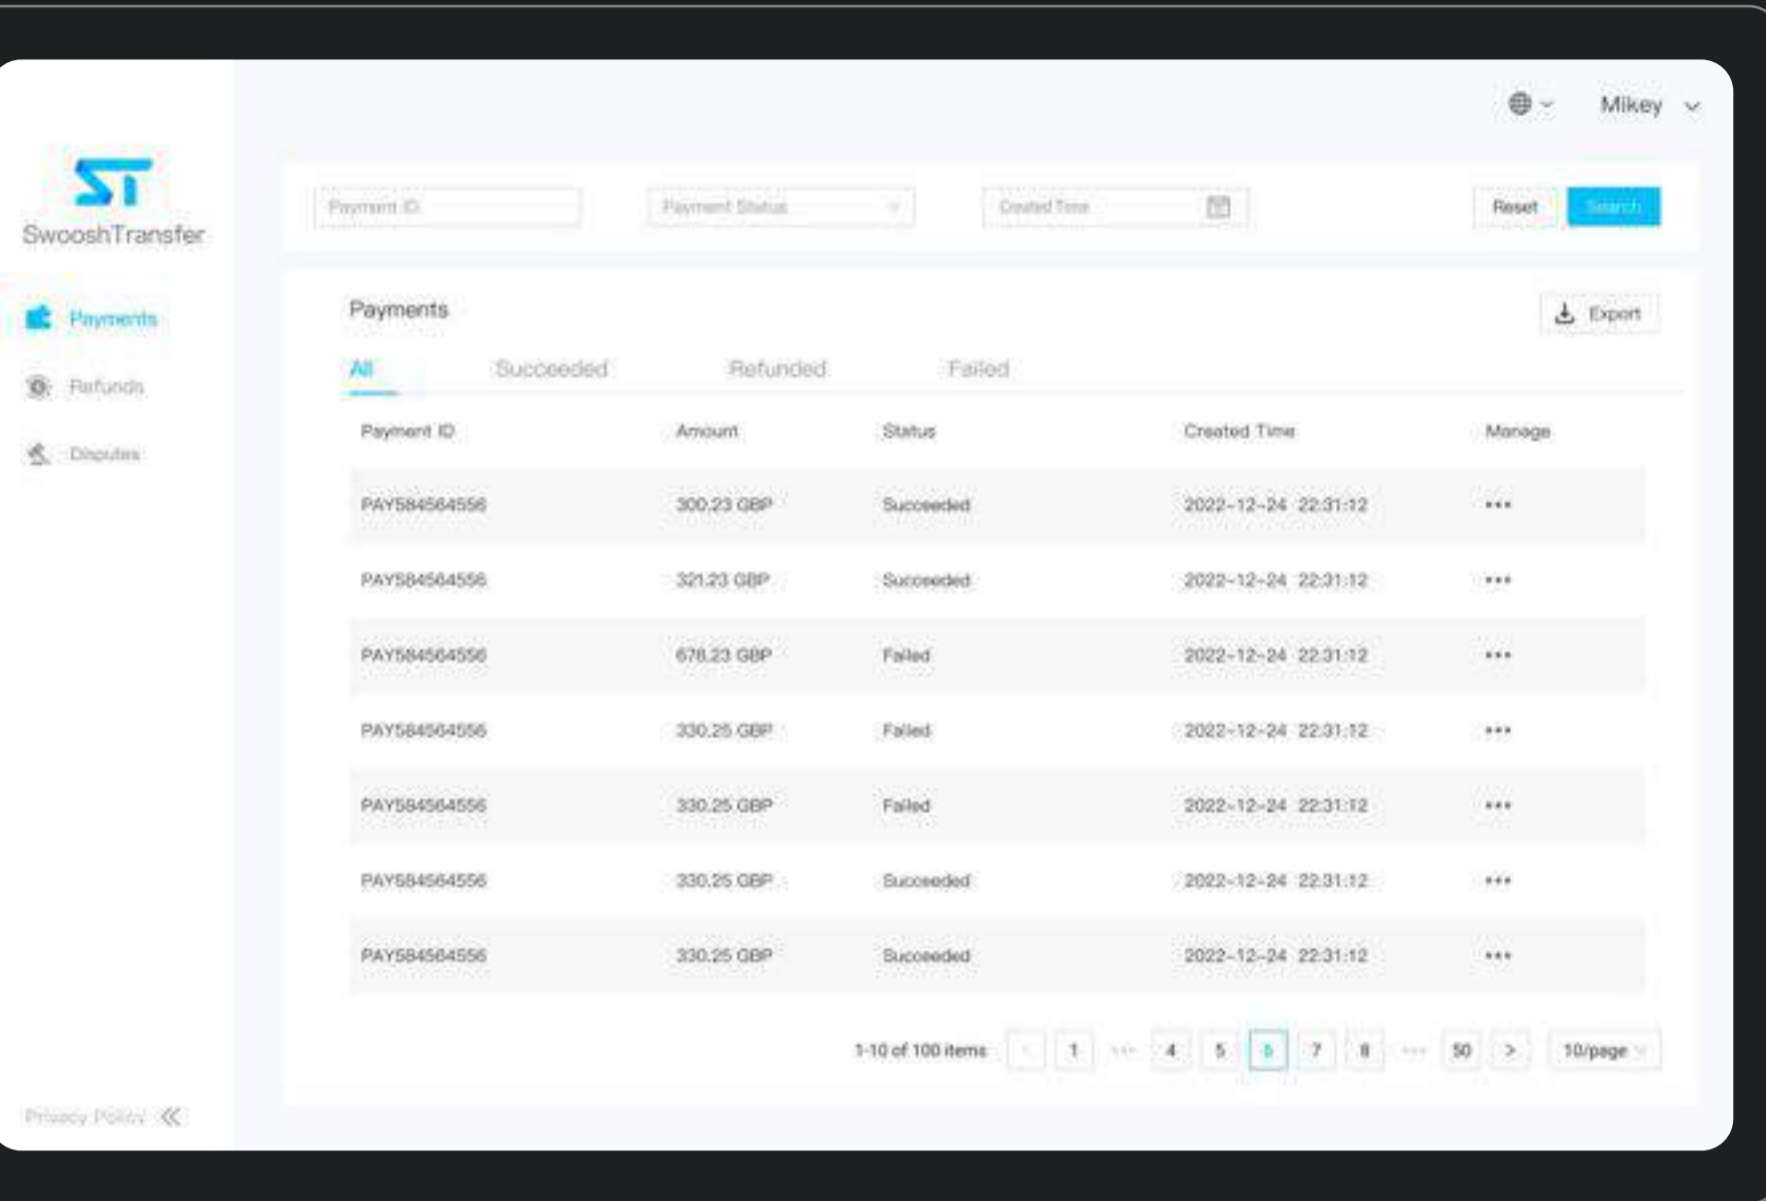 Mikey
ST
SwooshTransfer
Payments
Refunds
Disputes
Privacy Policy
Payment ID Payment Status Created Time Reset Search
Payments Export
All Succeeded Refunded Failed
Payment ID Amount Status Created Time Manage
PAY584564556 300.23 GBP Succeeded 2022-12-24 22:31:12 •••
PAY584564556 321.23 GBP Succeeded 2022-12-24 22:31:12 •••
PAY584564556 678.23 GBP Failed 2022-12-24 22:31:12 •••
PAY584564556 330.25 GBP Failed 2022-12-24 22:31:12 •••
PAY584564556 330.25 GBP Failed 2022-12-24 22:31:12 •••
PAY584564556 330.25 GBP Succeeded 2022-12-24 22:31:12 •••
PAY584564556 330.25 GBP Succeeded 2022-12-24 22:31:12 •••
1-10 of 100 items < 1 ••• 4 5 6 7 8 ••• 50 > 10/page